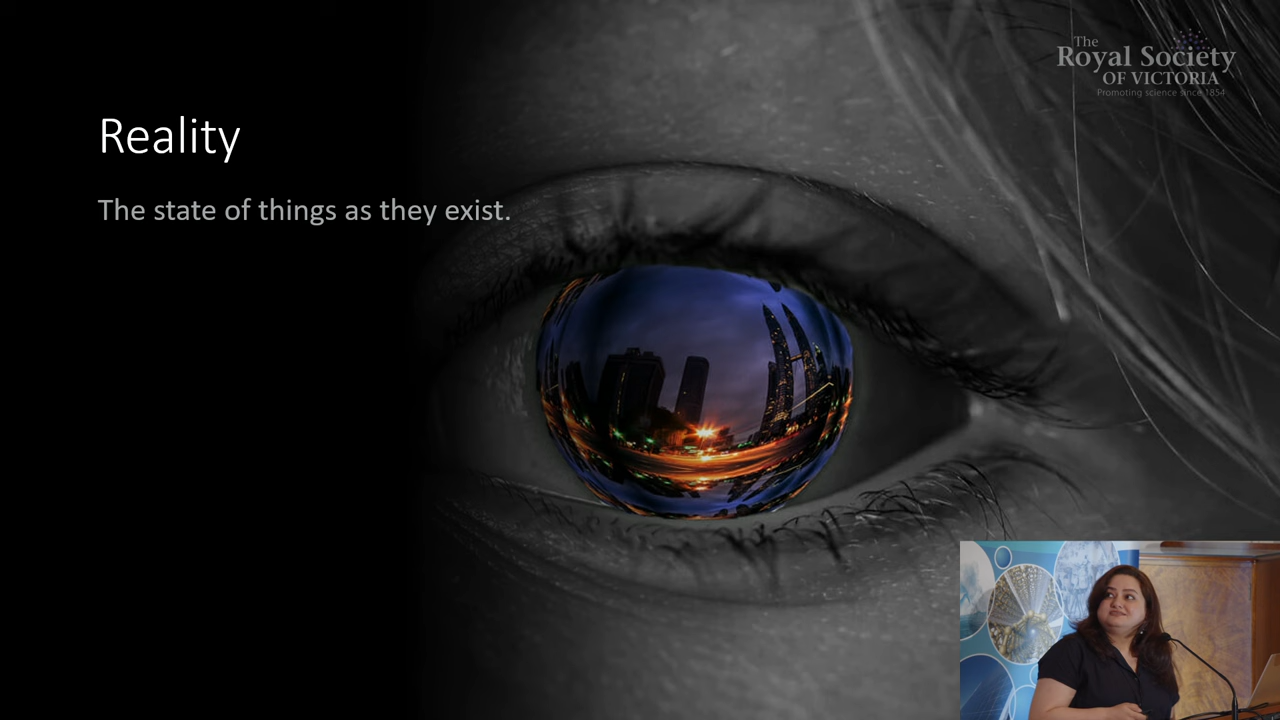 The
Royal Society
OF VICTORIA
Promoting science since 1854
Reality
The state of things as they exist.